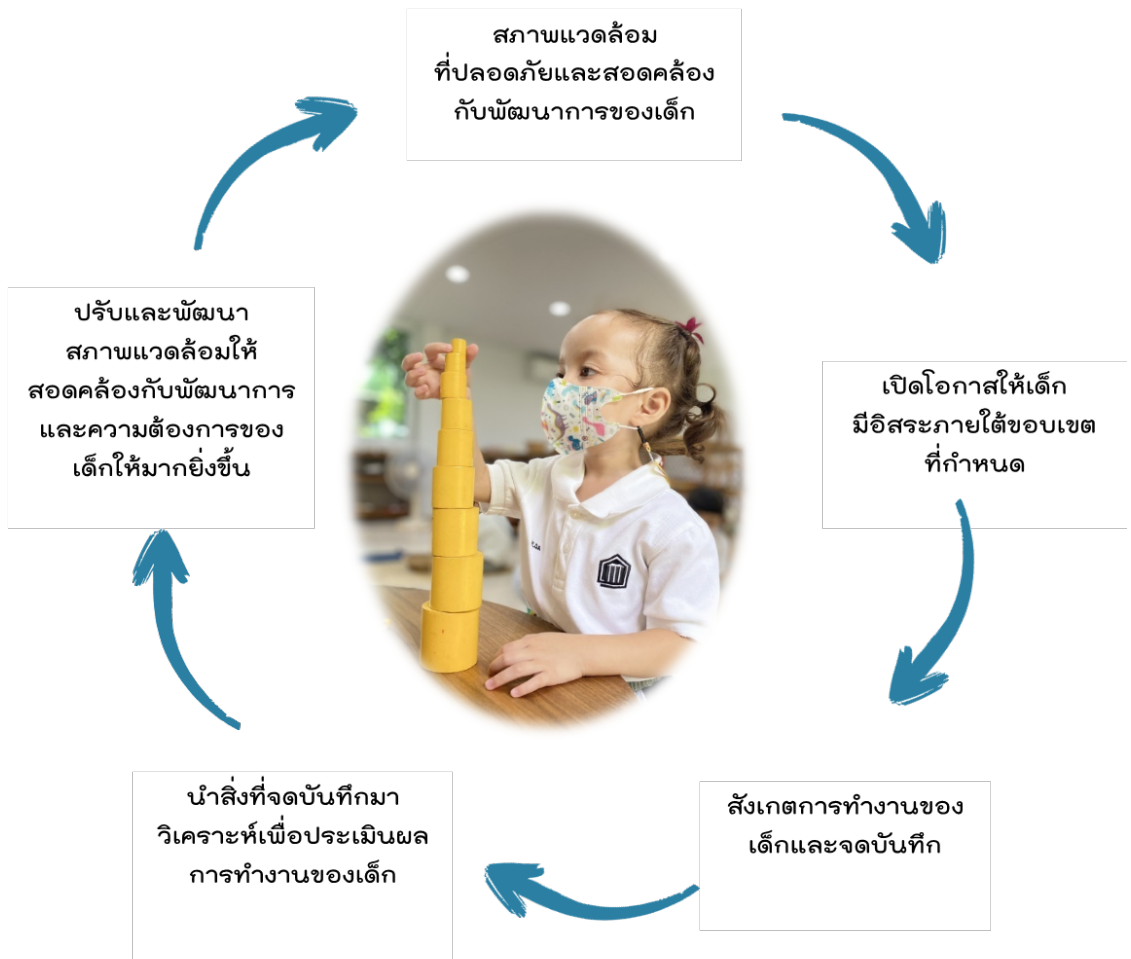 สภาพแวดล้อม
ที่ปลอดภัยและสอดคล้อง
กับพัฒนาการของเด็ก
เปิดโอกาสให้เด็ก
มีอิสระภายใต้ขอบเขต
ที่กำหนด
สังเกตการทำงานของ
เด็กและจดบันทึก
นำสิ่งที่จดบันทึกมา
วิเคราะห์เพื่อประเมินผล
การทำงานของเด็ก
ปรับและพัฒนา
สภาพแวดล้อมให้
สอดคล้องกับพัฒนาการ
และความต้องการของ
เด็กให้มากยิ่งขึ้น